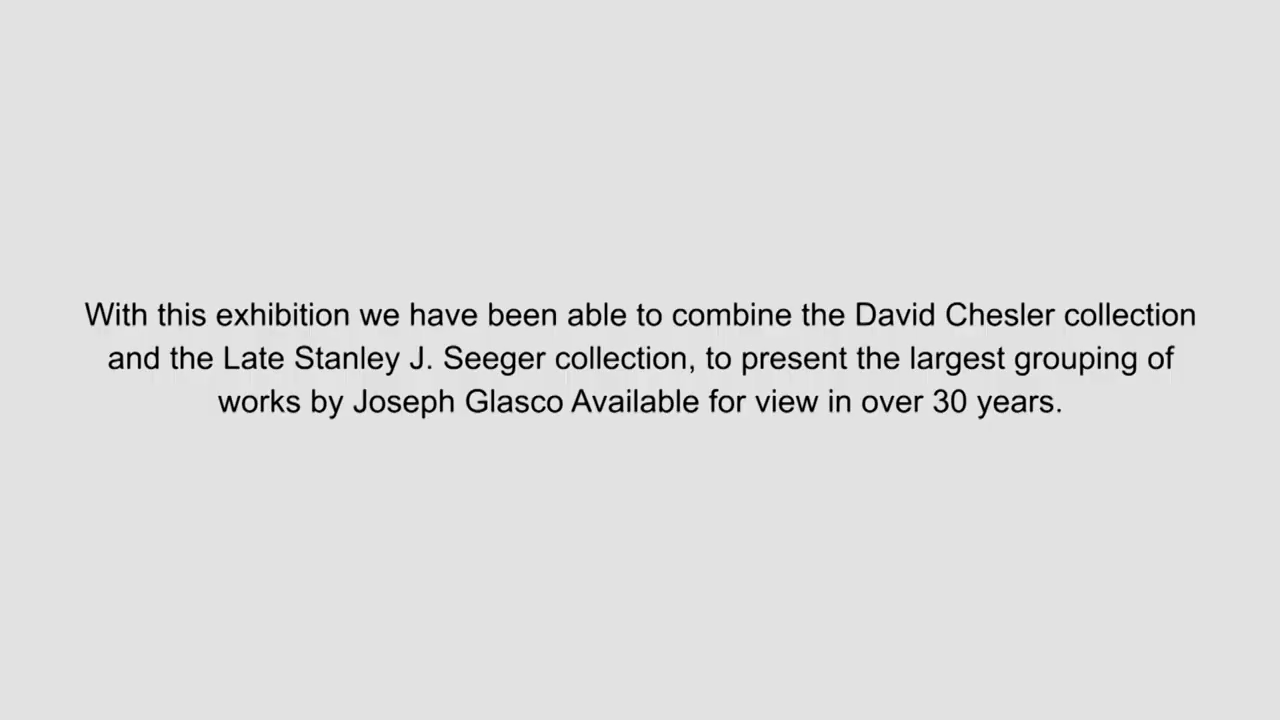 With this exhibition we have been able to combine the David Chesler collection
and the Late Stanley J. Seeger collection, to present the largest grouping of
works by Joseph Glasco Available for view in over 30 years.